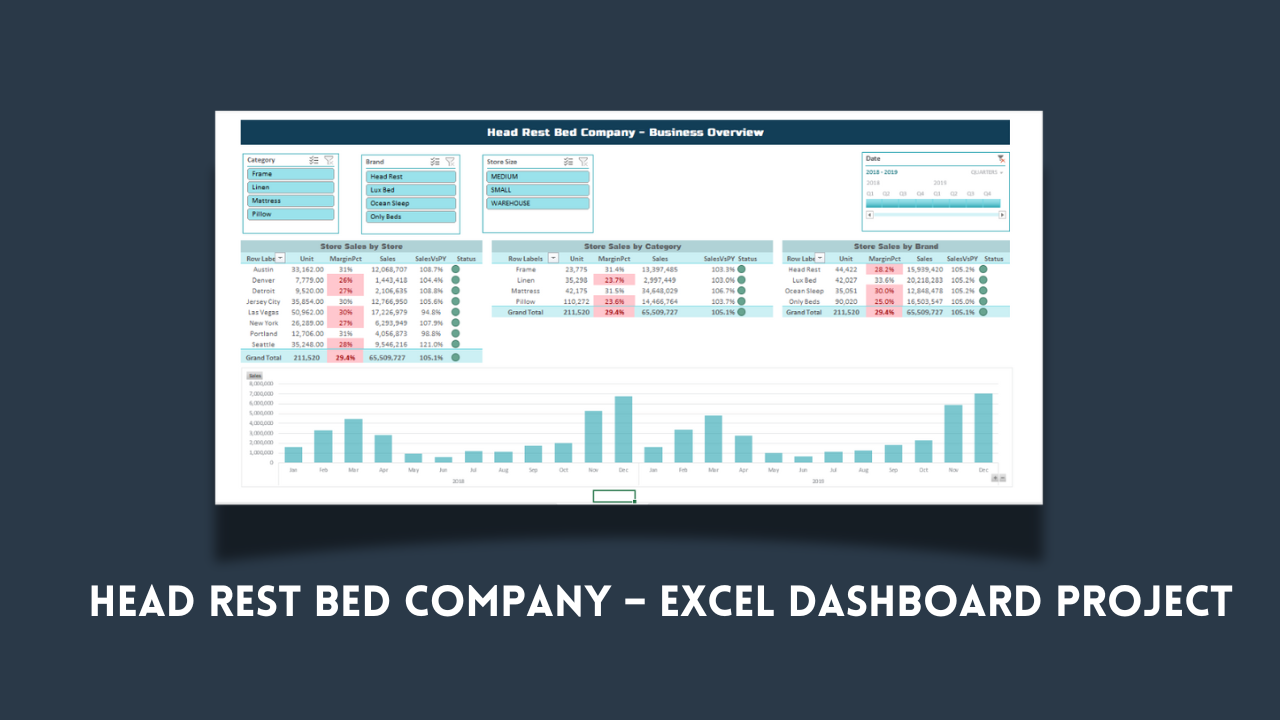 Head Rest Bed Company - Business Overview
Category
Frame
Linen
Mattress
Pillow
Brand
Head Rest
Lux Bed
Ocean Sleep
Only Beds
Store Size
MEDIUM
SMALL
WAREHOUSE
Date
2018 - 2019 QUARTERS
2018 2019
Q1 Q2 Q3 Q4 Q1 Q2 Q3 Q4
Store Sales by Store
Row Labe Unit MarginPct Sales SalesVsPY Status
Austin 33,162.00 31% 12,068,707 108.7%
Denver 7,779.00 26% 1,443,418 104.4%
Detroit 9,520.00 27% 2,106,635 108.8%
Jersey City 35,854.00 30% 12,766,950 105.6%
Las Vegas 50,962.00 30% 17,226,979 94.8%
New York 26,289.00 27% 6,293,949 107.9%
Portland 12,706.00 31% 4,056,873 98.8%
Seattle 35,248.00 28% 9,546,216 121.0%
Grand Total 211,520 29.4% 65,509,727 105.1%
Store Sales by Category
Row Labels Unit MarginPct Sales SalesVsPY Status
Frame 23,775 31.4% 13,397,485 103.3%
Linen 35,298 23.7% 2,997,449 103.0%
Mattress 42,175 31.5% 34,648,029 106.7%
Pillow 110,272 23.6% 14,466,764 103.7%
Grand Total 211,520 29.4% 65,509,727 105.1%
Store Sales by Brand
Row Labe Unit MarginPct Sales SalesVsPY Status
Head Rest 44,422 28.2% 15,939,420 105.2%
Lux Bed 42,027 33.6% 20,218,283 105.2%
Ocean Sleep 35,051 30.0% 12,848,478 105.2%
Only Beds 90,020 25.0% 16,503,547 105.0%
Grand Total 211,520 29.4% 65,509,727 105.1%
Sales
8,000,000
7,000,000
6,000,000
5,000,000
4,000,000
3,000,000
2,000,000
1,000,000
0
Jan Feb Mar Apr May Jun Jul Aug Sep Oct Nov Dec Jan Feb Mar Apr May Jun Jul Aug Sep Oct Nov Dec
2018 2019
HEAD REST BED COMPANY – EXCEL DASHBOARD PROJECT